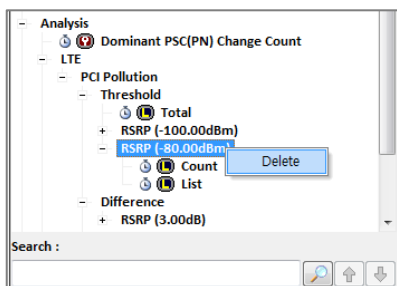 Analysis
Dominant PSC(PN) Change Count
LTE
PCI Pollution
Threshold
Total
RSRP (-100.00dBm)
RSRP (-80.00dBm)
Delete
Count
List
Difference
RSRP (3.00dB)
Search :